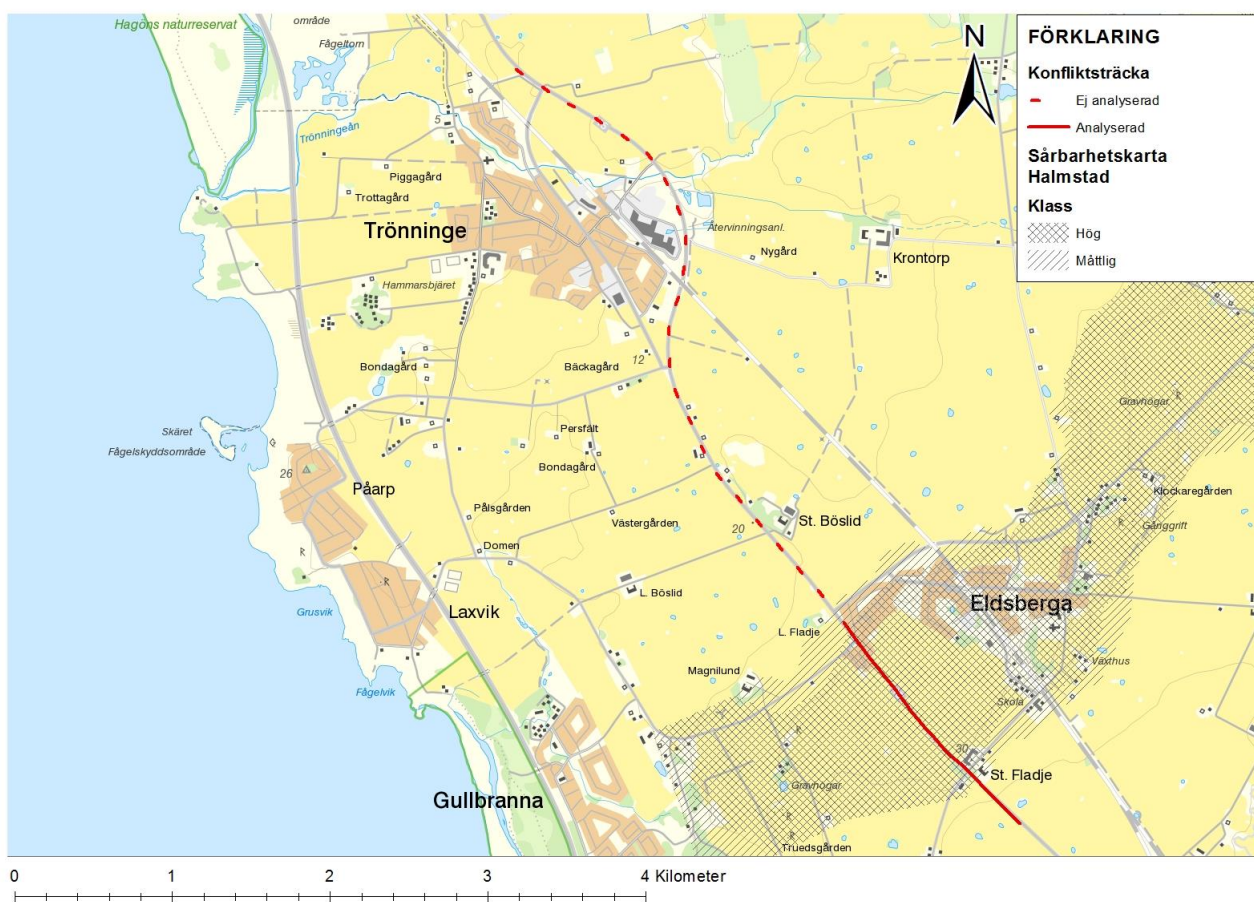 Hagöns naturreservat
område
Fågeltorn
N
FÖRKLARING
Konfliktsträcka
Ej analyserad
Analyserad
Sårbarhetskarta
Halmstad
Klass
Hög
Måttlig
5
Trönningeån
Piggagård
Trottagård
Trönninge
Återvinningsanl.
Nygård
Krontorp
Hammarsbjäret
12
Bondagård
Bäckagård
Gravhögar
R
Skäret
Fågelskyddsområde
Persfält
Bondagård
26
Påarp
Klockaregården
R
Gånggrift
Pålsgården
Västergården
20
St. Böslid
Domen
R
R
Grusvik
Laxvik
L. Böslid
Eldsberga
L. Fladje
Fågelvik
Magnilund
Växthus
Skola
R
30
St. Fladje
Gravhögar
Gullbranna
R
R
Truedsgården
0 1 2 3 4 Kilometer